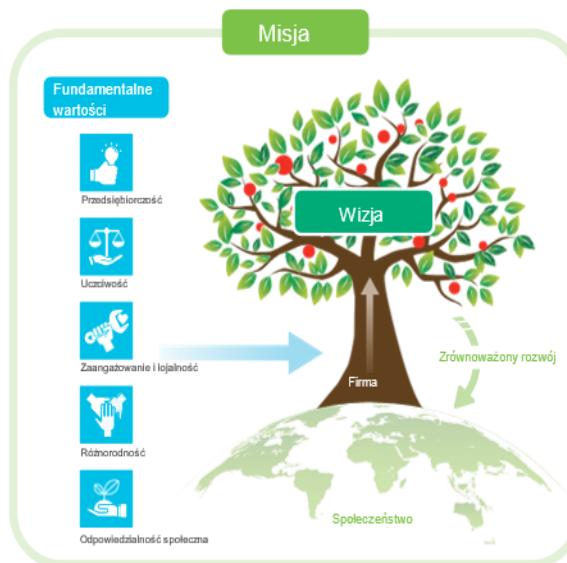 Misja
Fundamentalne
wartości
Przedsiębiorczość
Uczciwość
Zaangażowanie i lojalność
Różnorodność
Odpowiedzialność społeczna
Wizja
Firma
Zrównoważony rozwój
Społeczeństwo